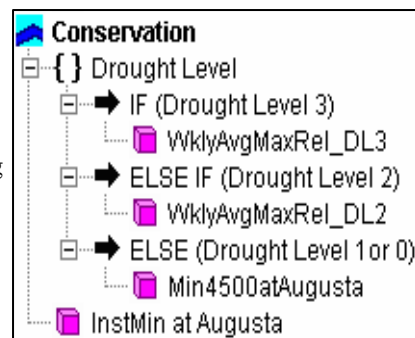 Conservation
{ } Drought Level
IF (Drought Level 3)
WklyAvgMaxRel_DL3
g
ELSE IF (Drought Level 2)
WklyAvgMaxRel_DL2
ELSE (Drought Level 1or 0)
Min4500atAugusta
InstMin at Augusta